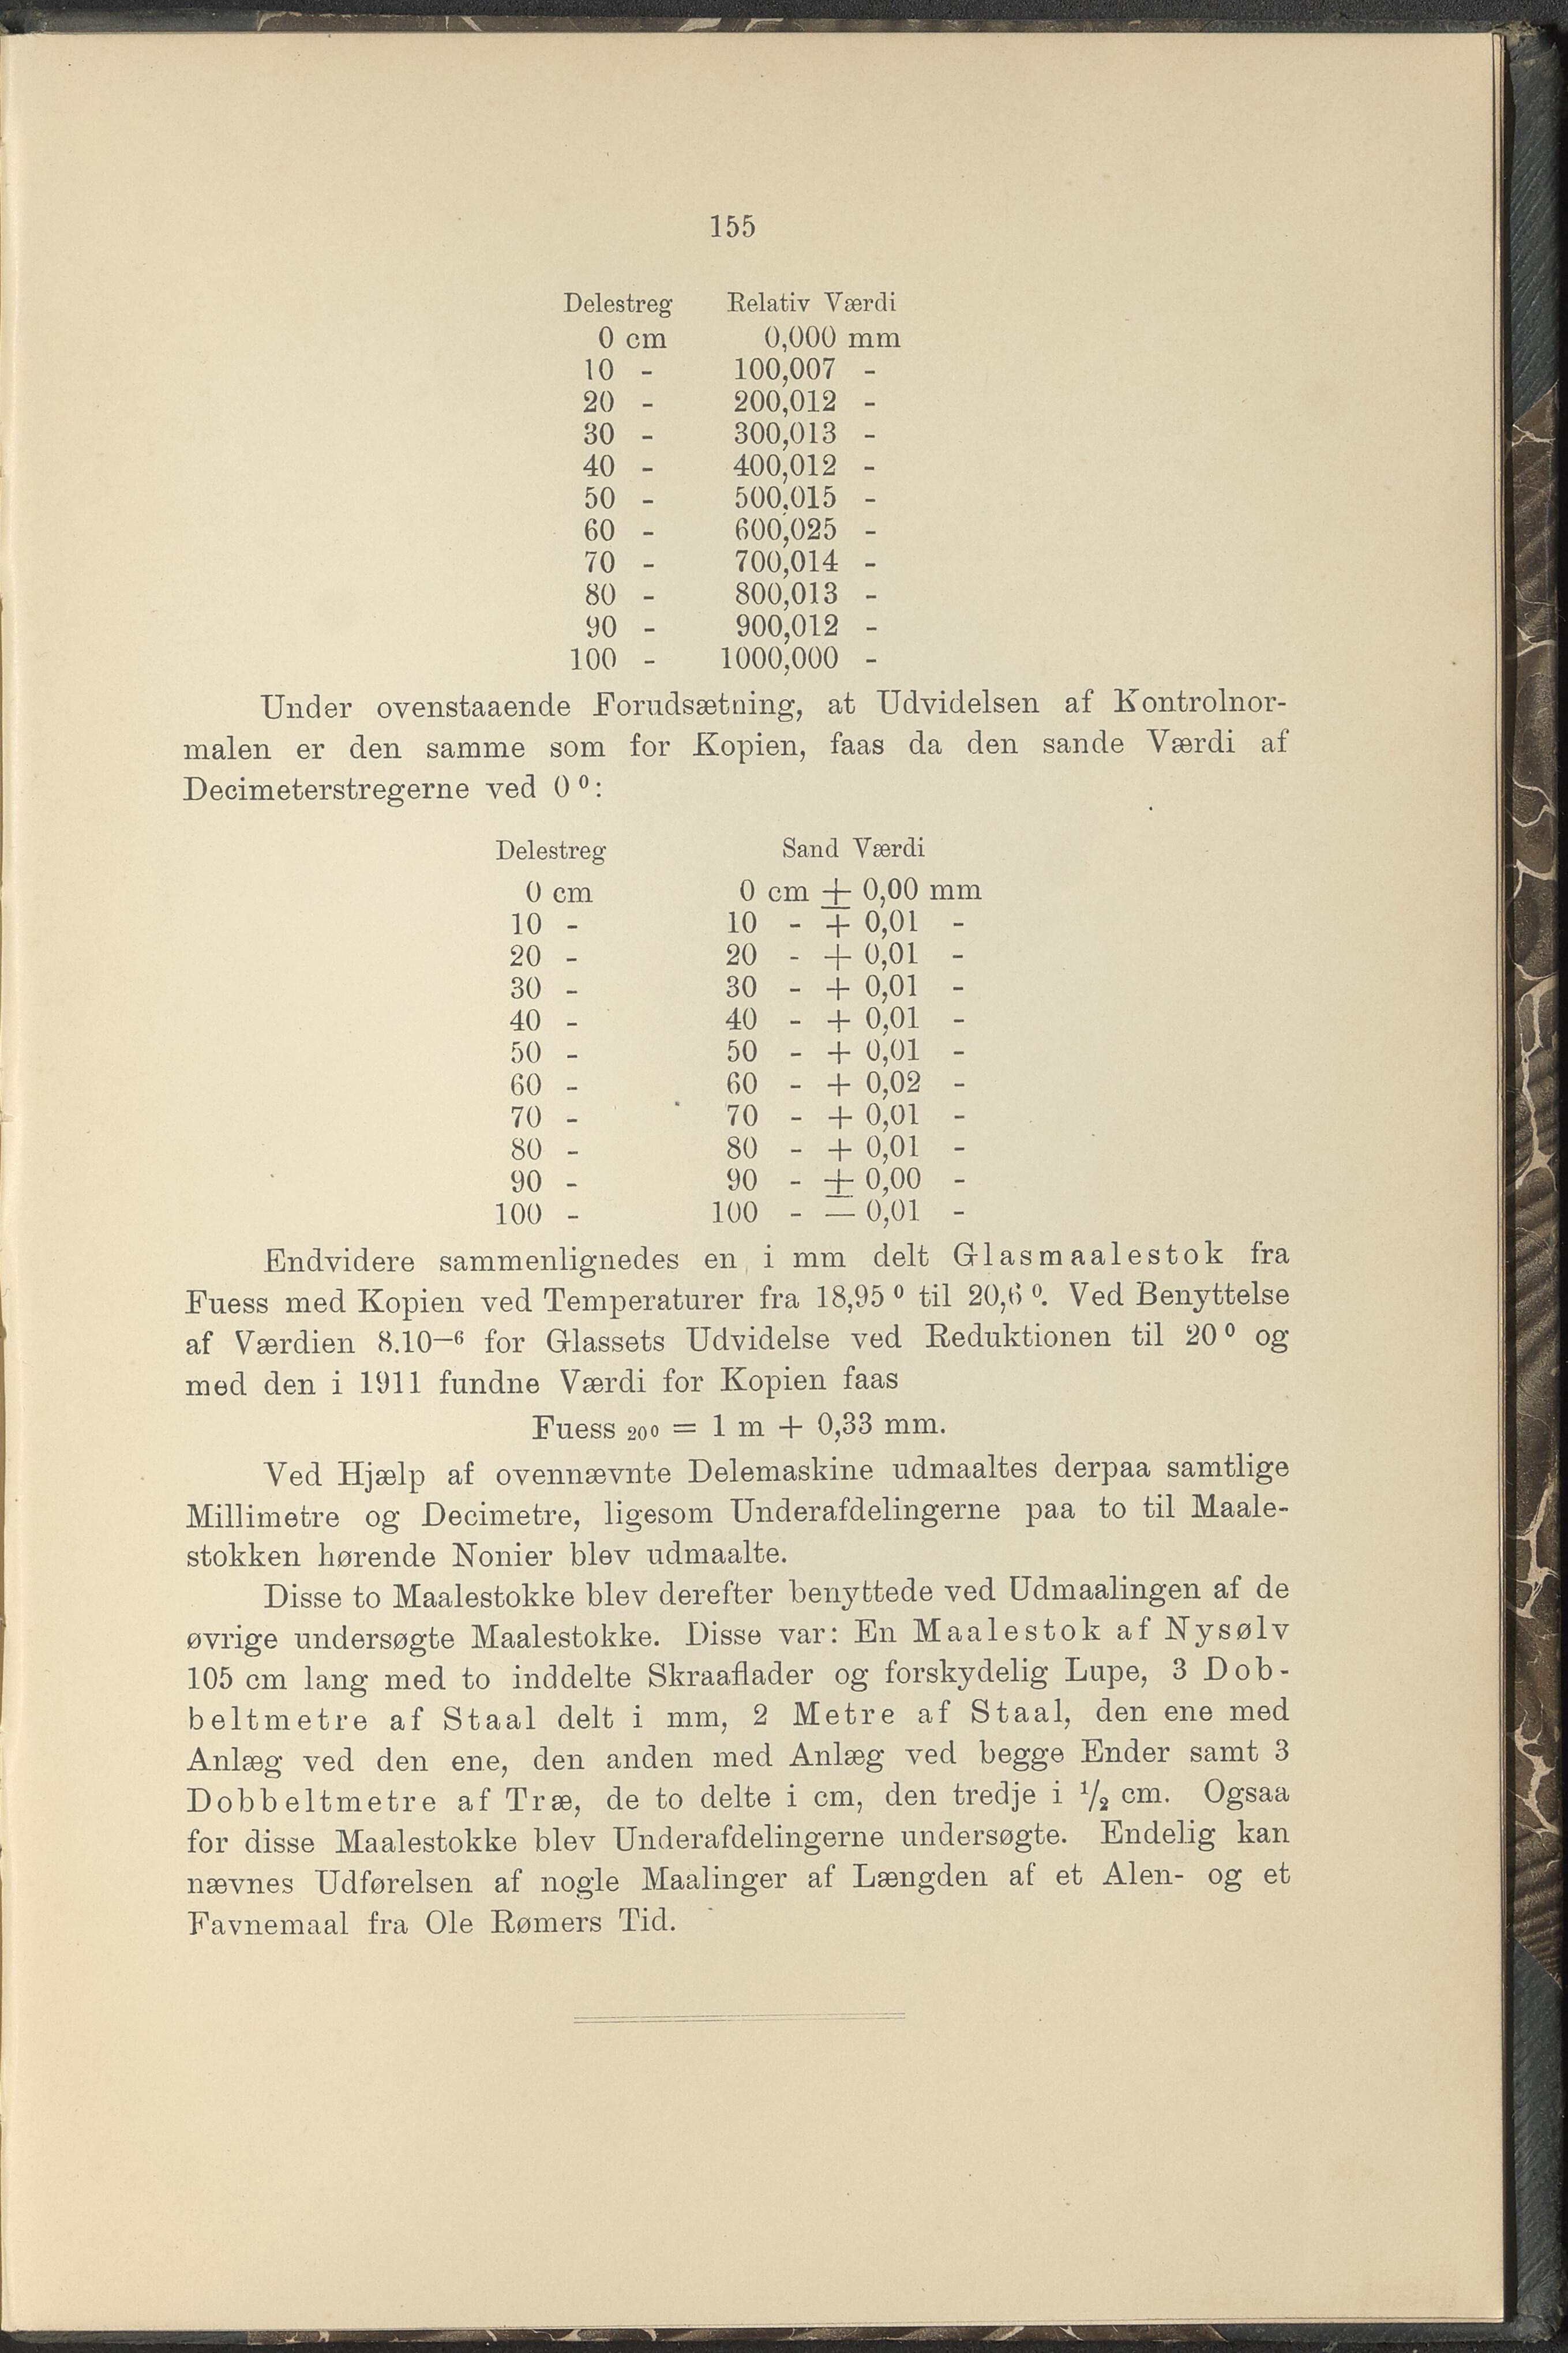 155
Delestreg Relativ Værdi
0 cm 0,000 mm
10 - 100,007 -
20 - 200,012 -
30 - 300,013 -
40 - 400,012 -
50 - 500,015 -
60 - 600,025 -
70 - 700,014 -
80 - 800,013 -
90 - 900,012 -
100 - 1000,000 -
Under ovenstaaende Forudsætning, at Udvidelsen af Kontrolnor-
malen er den samme som for Kopien, faas da den sande Værdi af
Decimeterstregerne ved 0⁰:
Delestreg Sand Værdi
0 cm 0 cm ± 0,00 mm
10 - 10 - + 0,01 -
20 - 20 - + 0,01 -
30 - 30 - + 0,01 -
40 - 40 - + 0,01 -
50 - 50 - + 0,01 -
60 - 60 - + 0,02 -
70 - 70 - + 0,01 -
80 - 80 - + 0,01 -
90 - 90 - ± 0,00 -
100 - 100 - — 0,01 -
Endvidere sammenlignedes en i mm delt Glasmaalestok fra
Fuess med Kopien ved Temperaturer fra 18,95⁰ til 20,6⁰. Ved Benyttelse
af Værdien 8.10⁻⁶ for Glassets Udvidelse ved Reduktionen til 20⁰ og
med den i 1911 fundne Værdi for Kopien faas
Fuess ₂₀₀ = 1 m + 0,33 mm.
Ved Hjælp af ovennævnte Delemaskine udmaaltes derpaa samtlige
Millimetre og Decimetre, ligesom Underafdelingerne paa to til Maale-
stokken hørende Nonier blev udmaalte.
Disse to Maalestokke blev derefter benyttede ved Udmaalingen af de
øvrige undersøgte Maalestokke. Disse var: En Maalestok af Nysølv
105 cm lang med to inddelte Skraaflader og forskydelig Lupe, 3 Dob-
beltmetre af Staal delt i mm, 2 Metre af Staal, den ene med
Anlæg ved den ene, den anden med Anlæg ved begge Ender samt 3
Dobbeltmetre af Træ, de to delte i cm, den tredje i ¹/₂ cm. Ogsaa
for disse Maalestokke blev Underafdelingerne undersøgte. Endelig kan
nævnes Udførelsen af nogle Maalinger af Længden af et Alen- og et
Favnemaal fra Ole Rømers Tid.